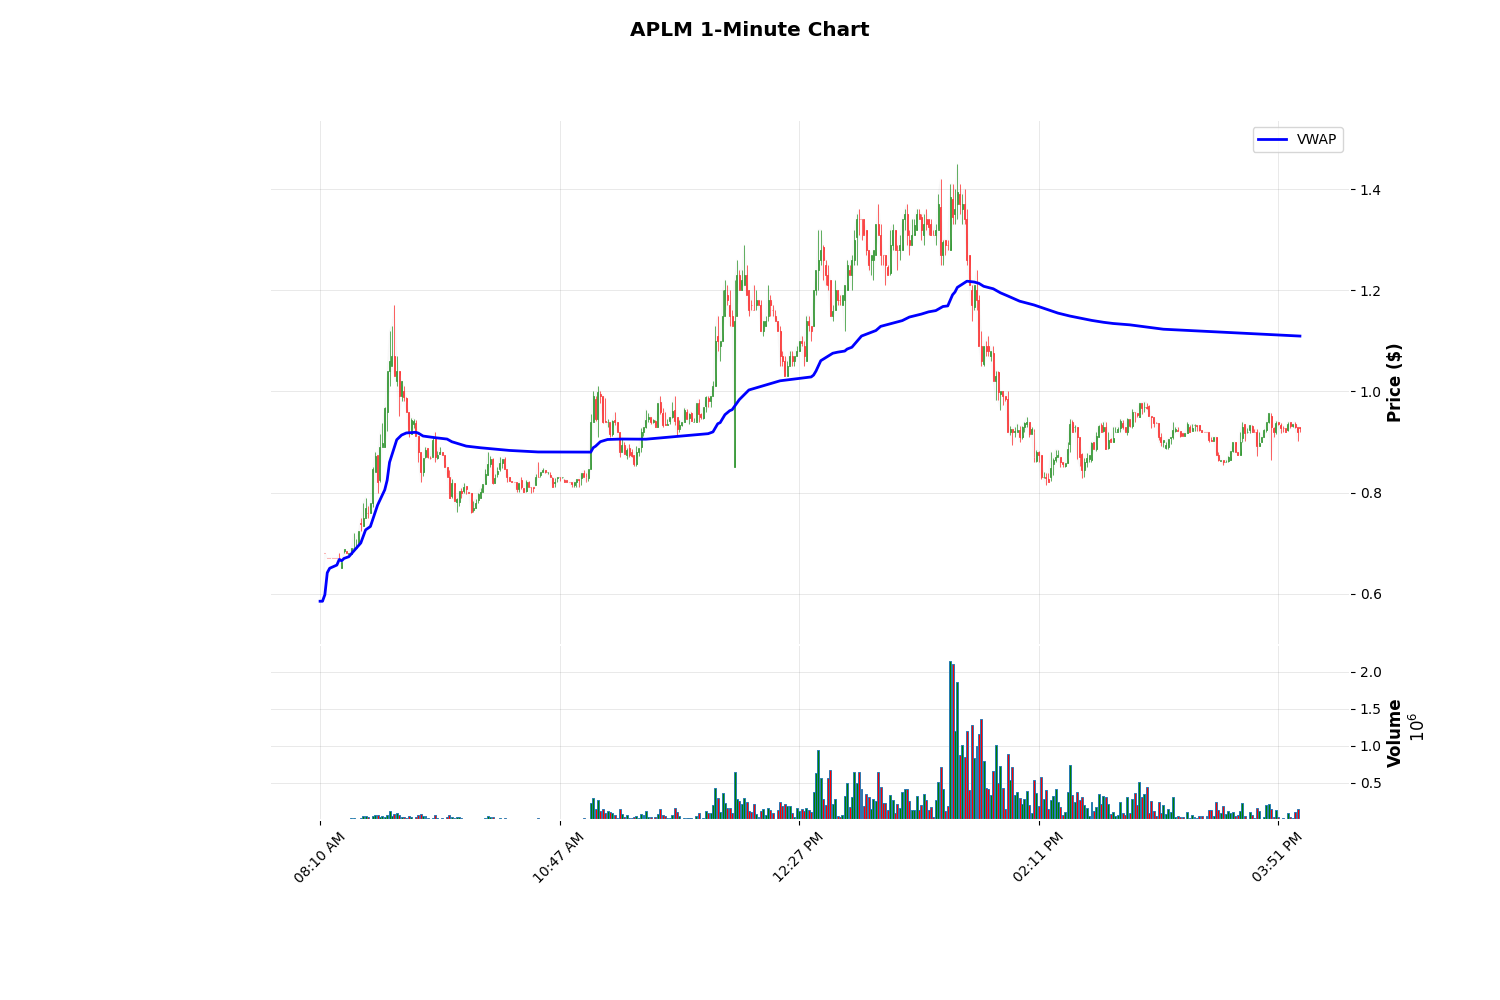 APLM 1-Minute Chart
VWAP
1.4
1.2
1.0
0.8
0.6
Price ($)
2.0
1.5
1.0
0.5
Volume
10^6
08:10 AM
10:47 AM
12:27 PM
02:11 PM
03:51 PM